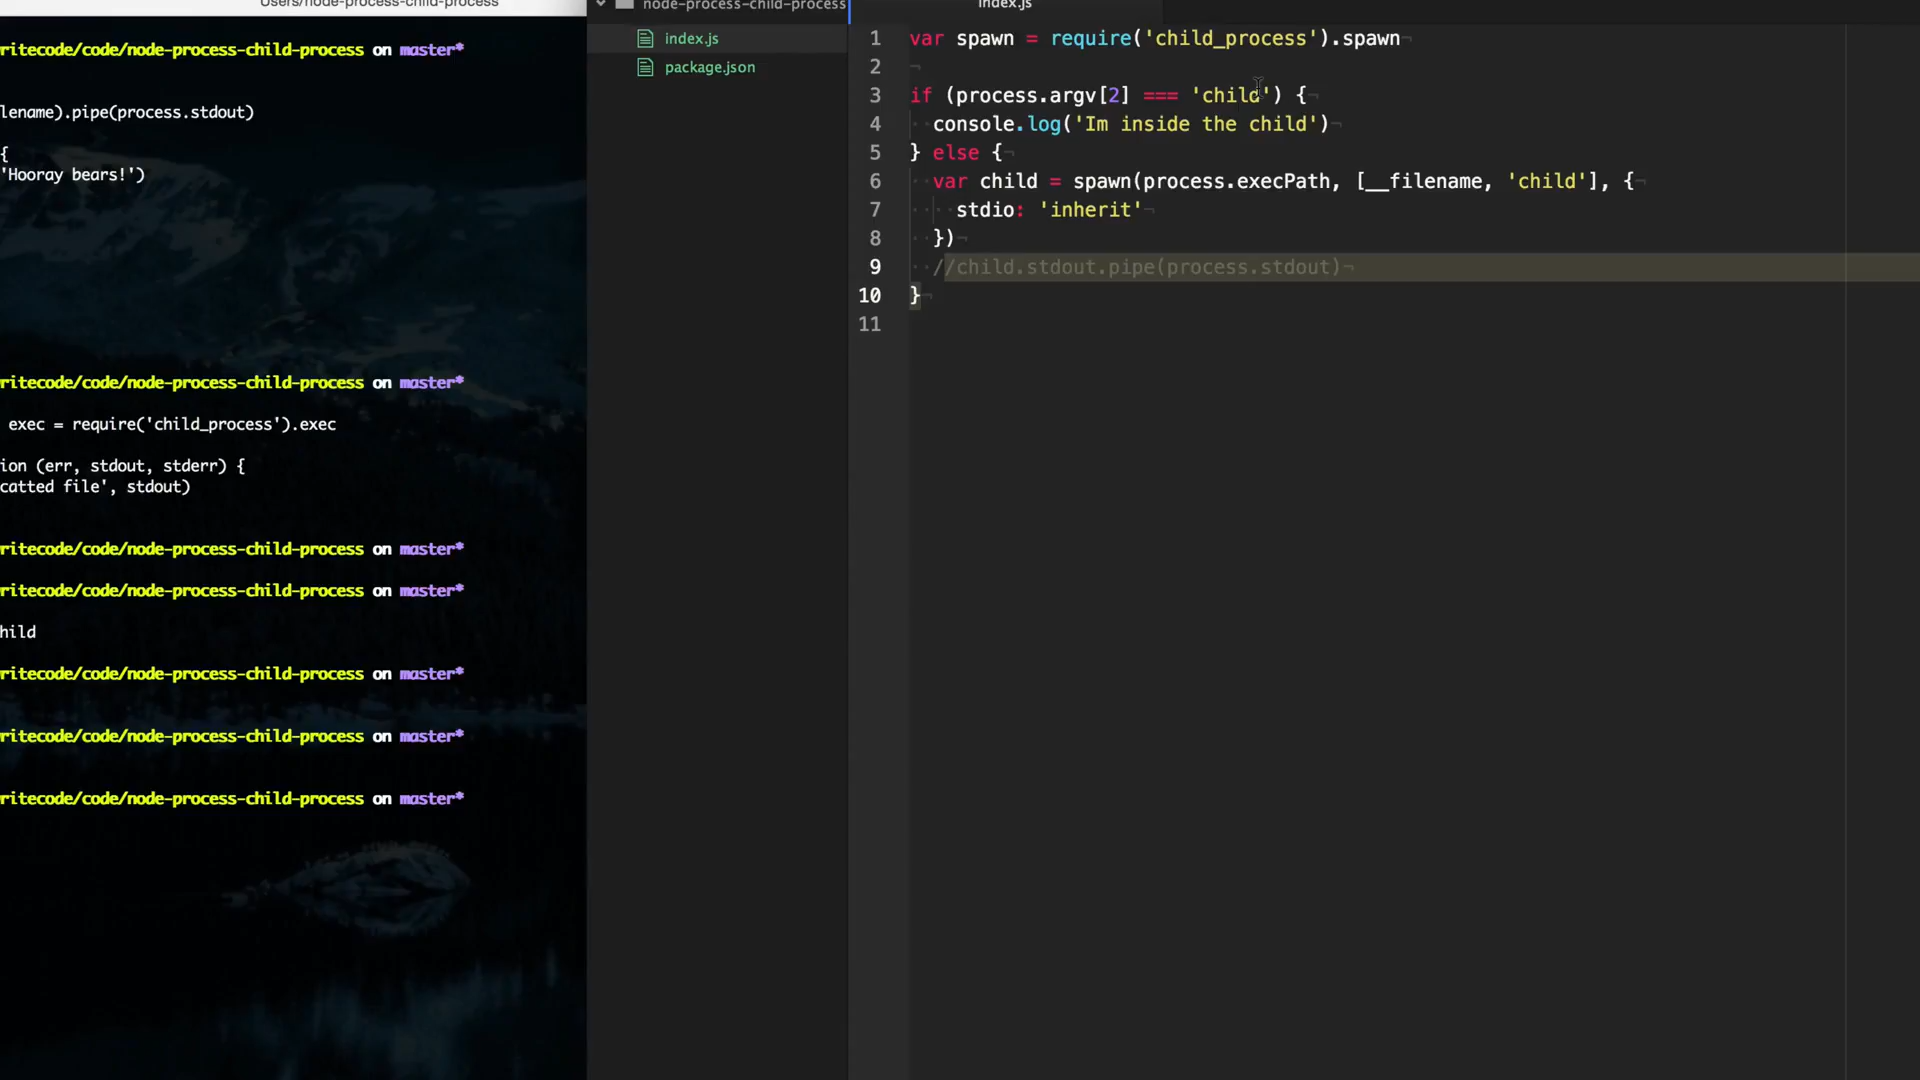 Users/node-process-child-process
ritecode/code/node-process-child-process on master*
lename).pipe(process.stdout)
{
'Hooray bears!')
ritecode/code/node-process-child-process on master*
exec = require('child_process').exec
ion (err, stdout, stderr) {
catted file', stdout)
ritecode/code/node-process-child-process on master*
ritecode/code/node-process-child-process on master*
hild
ritecode/code/node-process-child-process on master*
ritecode/code/node-process-child-process on master*
ritecode/code/node-process-child-process on master*
node-process-child-process
index.js
package.json
index.js
1 var spawn = require('child_process').spawn
2
3 if (process.argv[2] === 'child') {
4 console.log('Im inside the child')
5 } else {
6 var child = spawn(process.execPath, [__filename, 'child'], {
7 stdio: 'inherit'
8 })
9 //child.stdout.pipe(process.stdout)
10 }
11